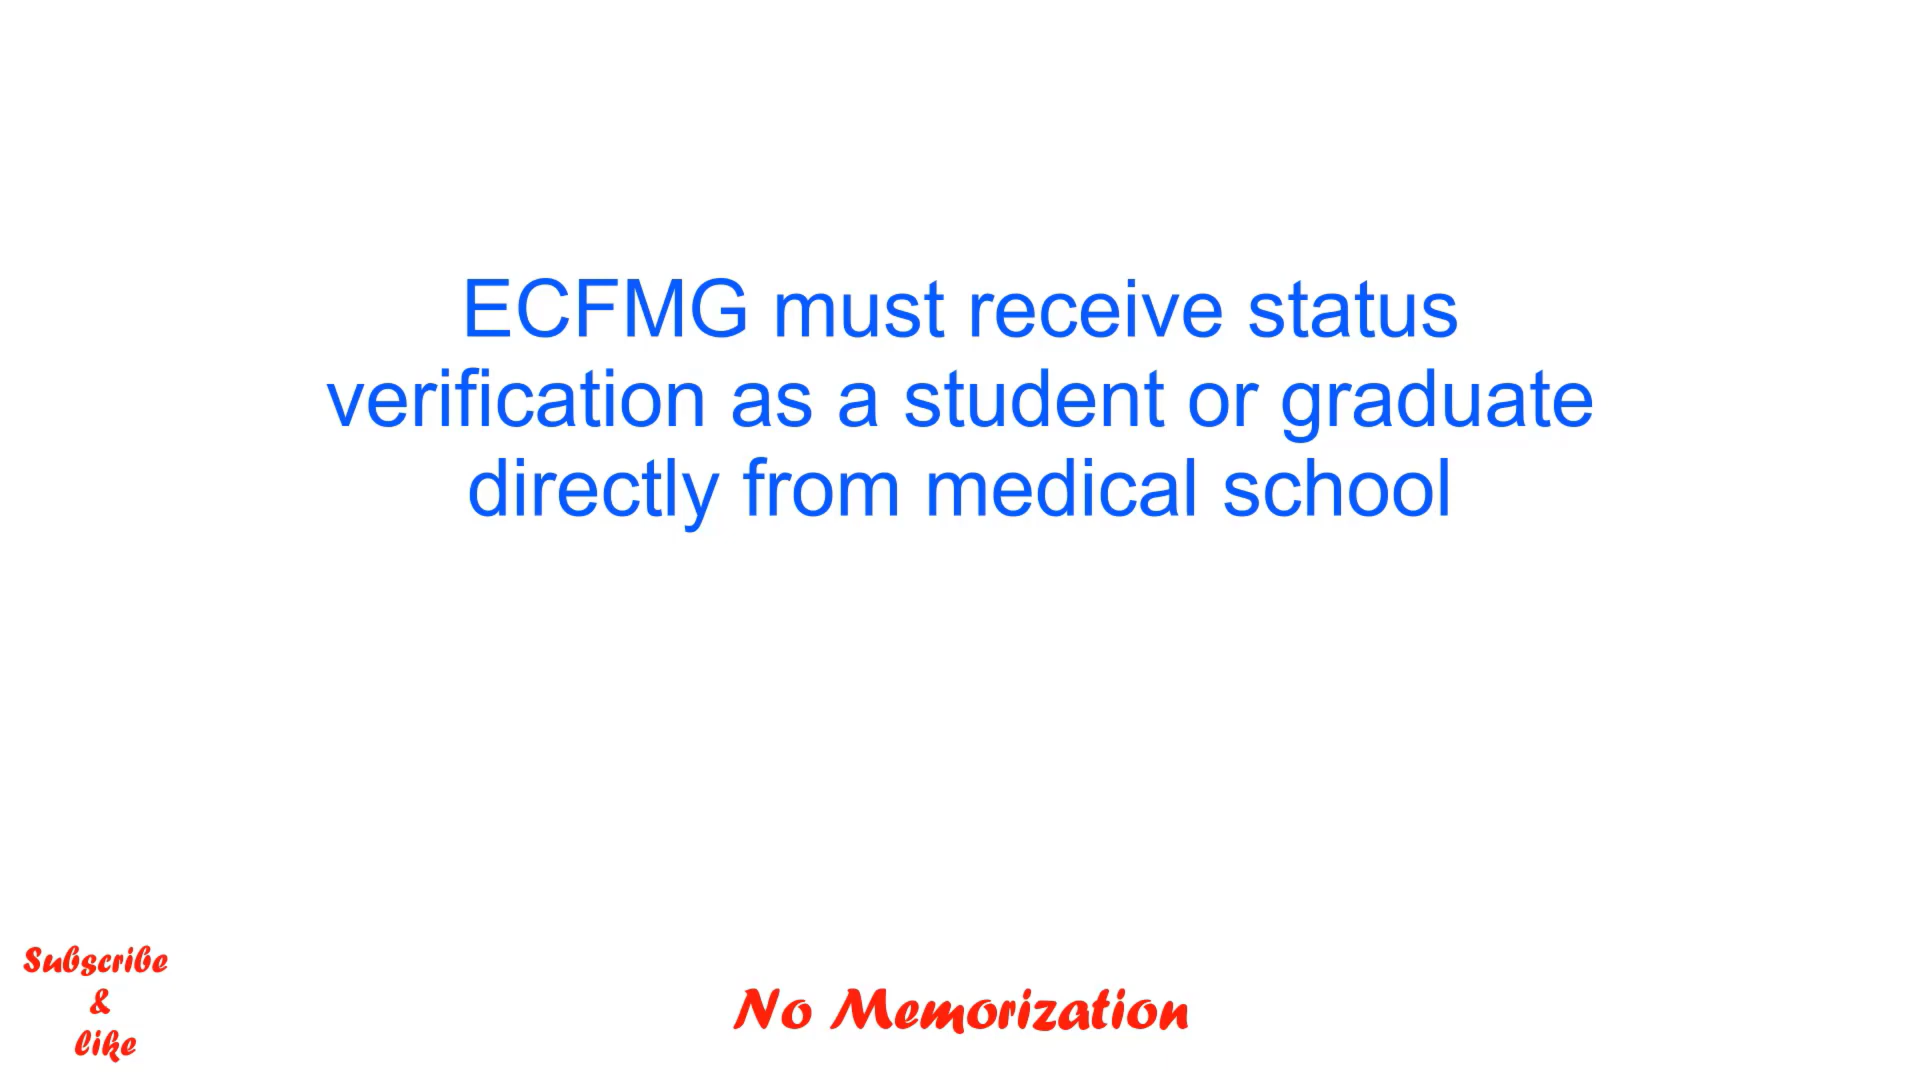 ECFMG must receive status
verification as a student or graduate
directly from medical school
Subscribe
&
like
No Memorization